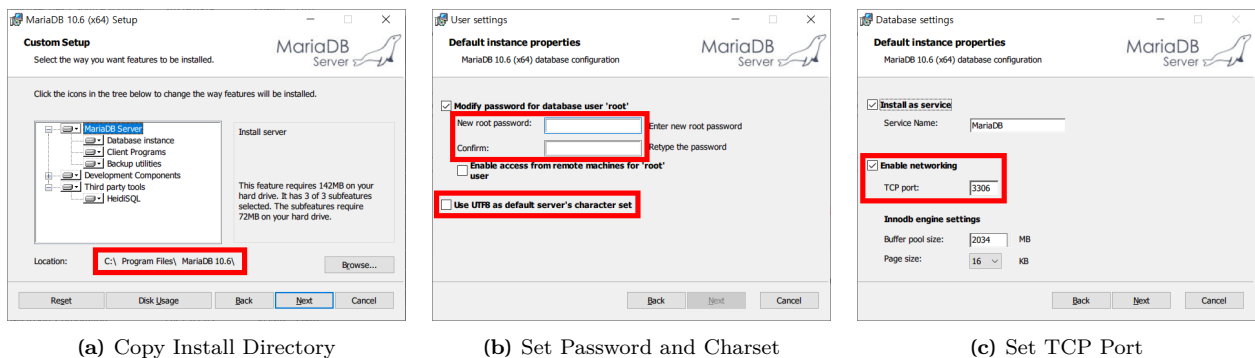 MariaDB 10.6 (x64) Setup
Custom Setup
Select the way you want features to be installed.
MariaDB
Server
Click the icons in the tree below to change the way features will be installed.
MariaDB Server
Database instance
Client Programs
Backup utilities
Development Components
Third party tools
HeidiSQL
Install server
This feature requires 142MB on your
hard drive. It has 3 of 3 subfeatures
selected. The subfeatures require
72MB on your hard drive.
Location:
C:\ Program Files\ MariaDB 10.6\
Browse...
Reset
Disk Usage
Back
Next
Cancel
(a) Copy Install Directory
User settings
Default instance properties
MariaDB 10.6 (x64) database configuration
MariaDB
Server
Modify password for database user 'root'
New root password:
Enter new root password
Confirm:
Retype the password
Enable access from remote machines for 'root'
user
Use UTF8 as default server's character set
Back
Next
Cancel
(b) Set Password and Charset
Database settings
Default instance properties
MariaDB 10.6 (x64) database configuration
MariaDB
Server
Install as service
Service Name:
MariaDB
Enable networking
TCP port:
3306
Innodb engine settings
Buffer pool size:
2034
MB
Page size:
16
KB
Back
Next
Cancel
(c) Set TCP Port